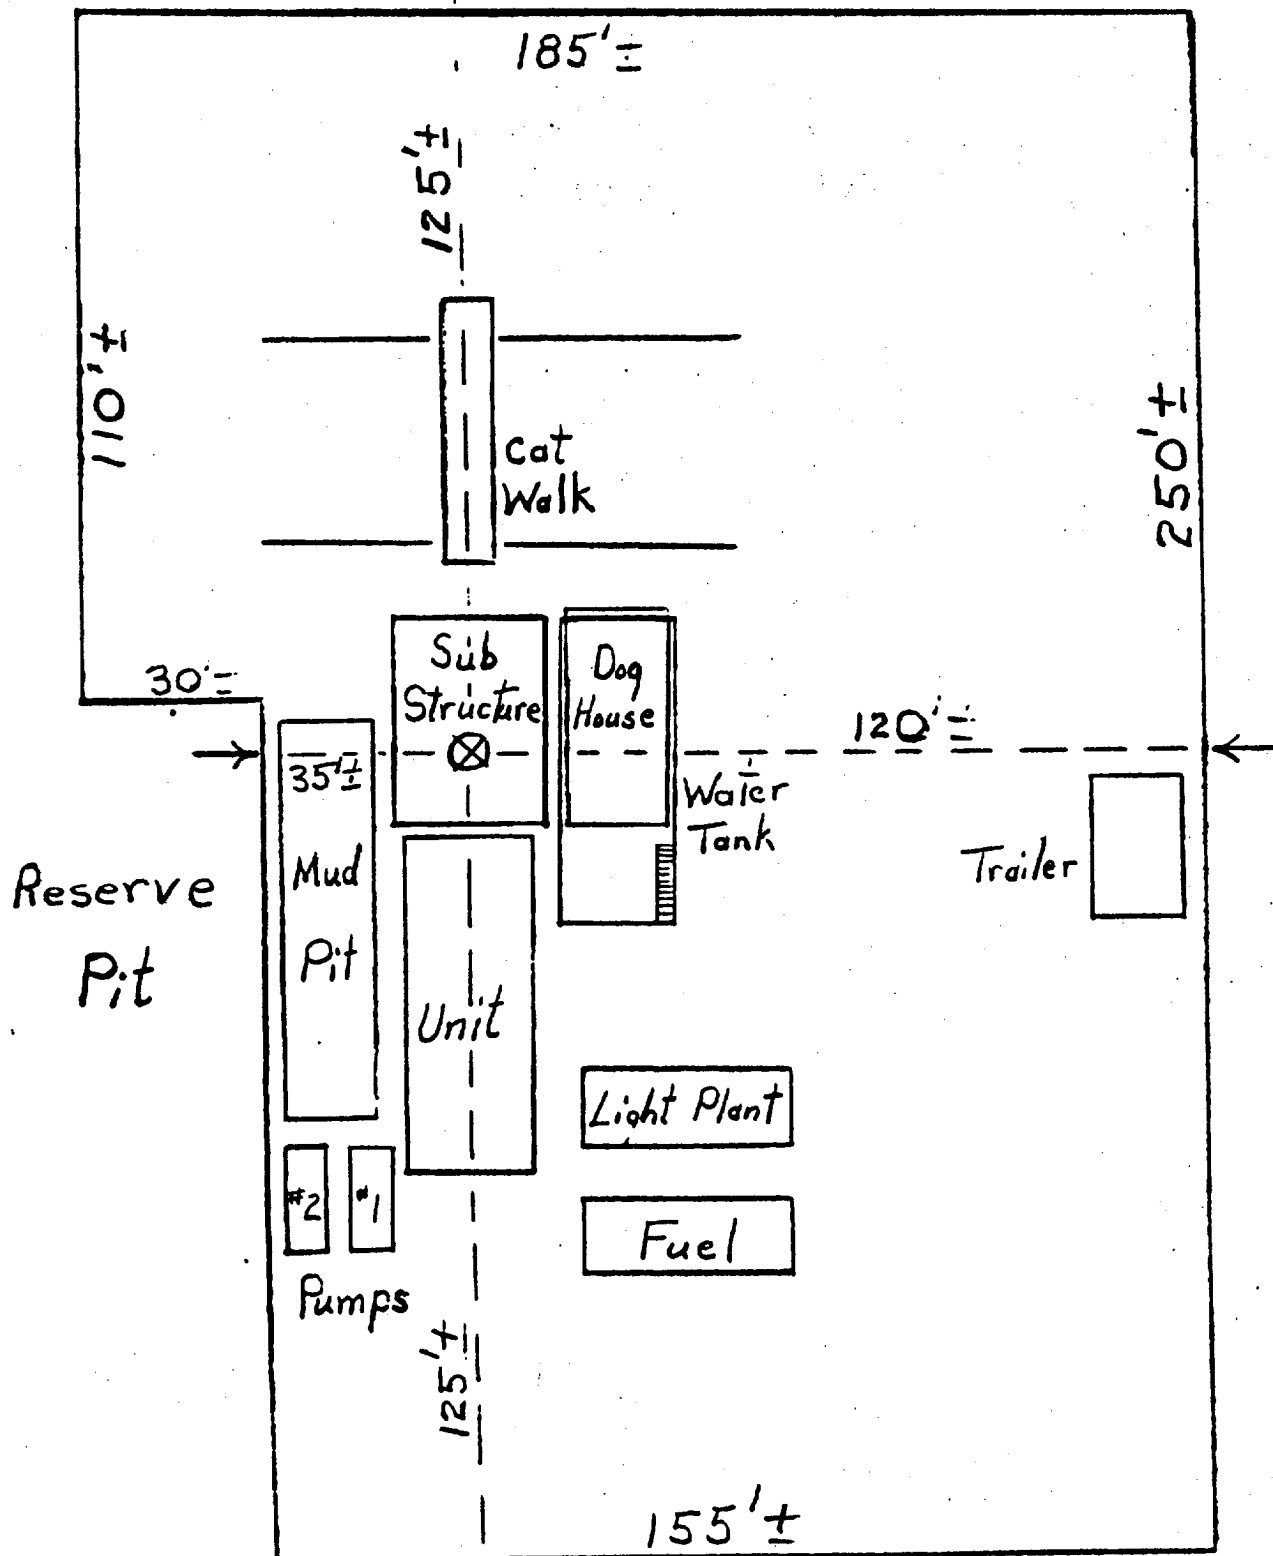 185'±
125'±
110'±
250'±
Cat
Walk
Sub
Structure
Dog
House
30'±
120'±
35'±
Water
Tank
Trailer
Mud
Pit
Reserve
Pit
Unit
Light Plant
#2
#1
Fuel
Pumps
125'±
155'±